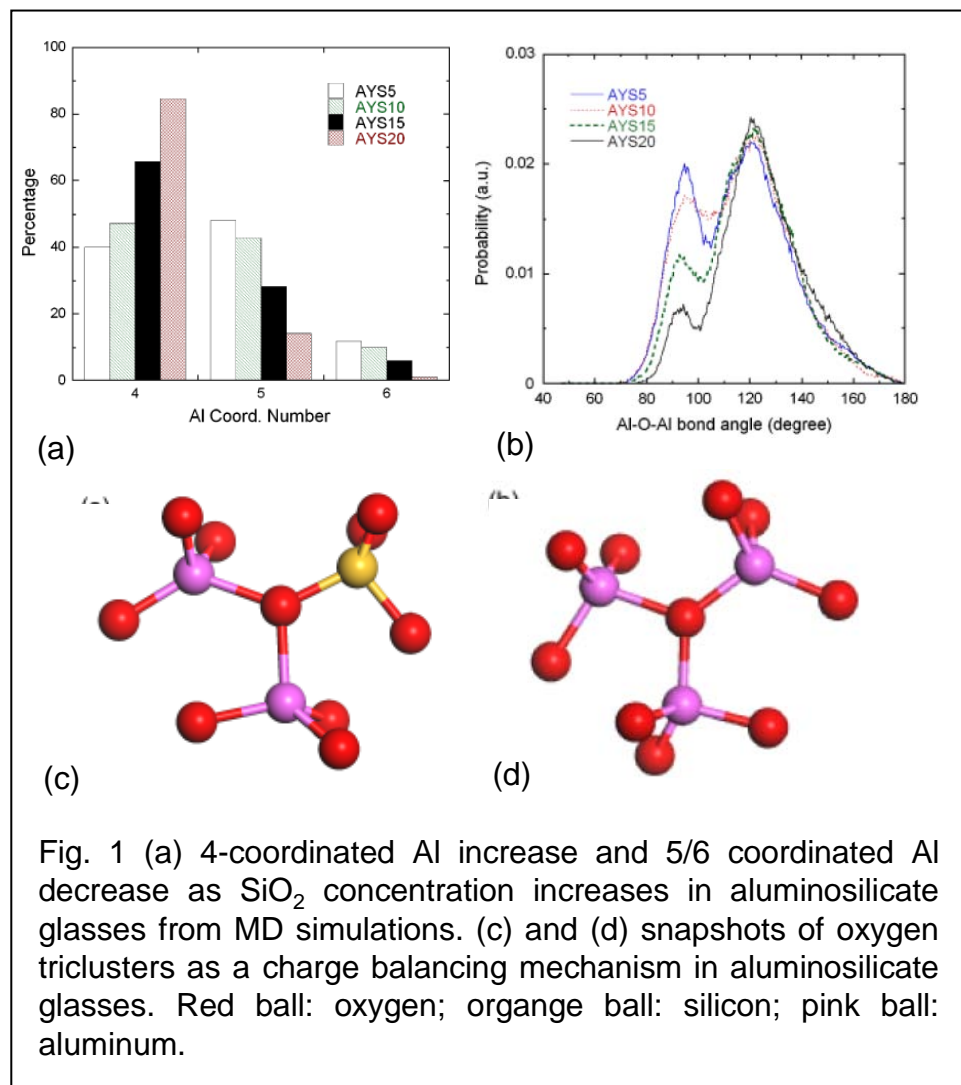 100
80
60
40
20
0
Percentage
AYS5
AYS10
AYS15
AYS20
4 5 6
Al Coord. Number
(a)
0.03
0.02
0.01
0
Probability (a.u.)
AYS5
AYS10
AYS15
AYS20
40 60 80 100 120 140 160 180
Al-O-Al bond angle (degree)
(b)
(c)
(d)
Fig. 1 (a) 4-coordinated Al increase and 5/6 coordinated Al
decrease as SiO₂ concentration increases in aluminosilicate
glasses from MD simulations. (c) and (d) snapshots of oxygen
triclusters as a charge balancing mechanism in aluminosilicate
glasses. Red ball: oxygen; organge ball: silicon; pink ball:
aluminum.